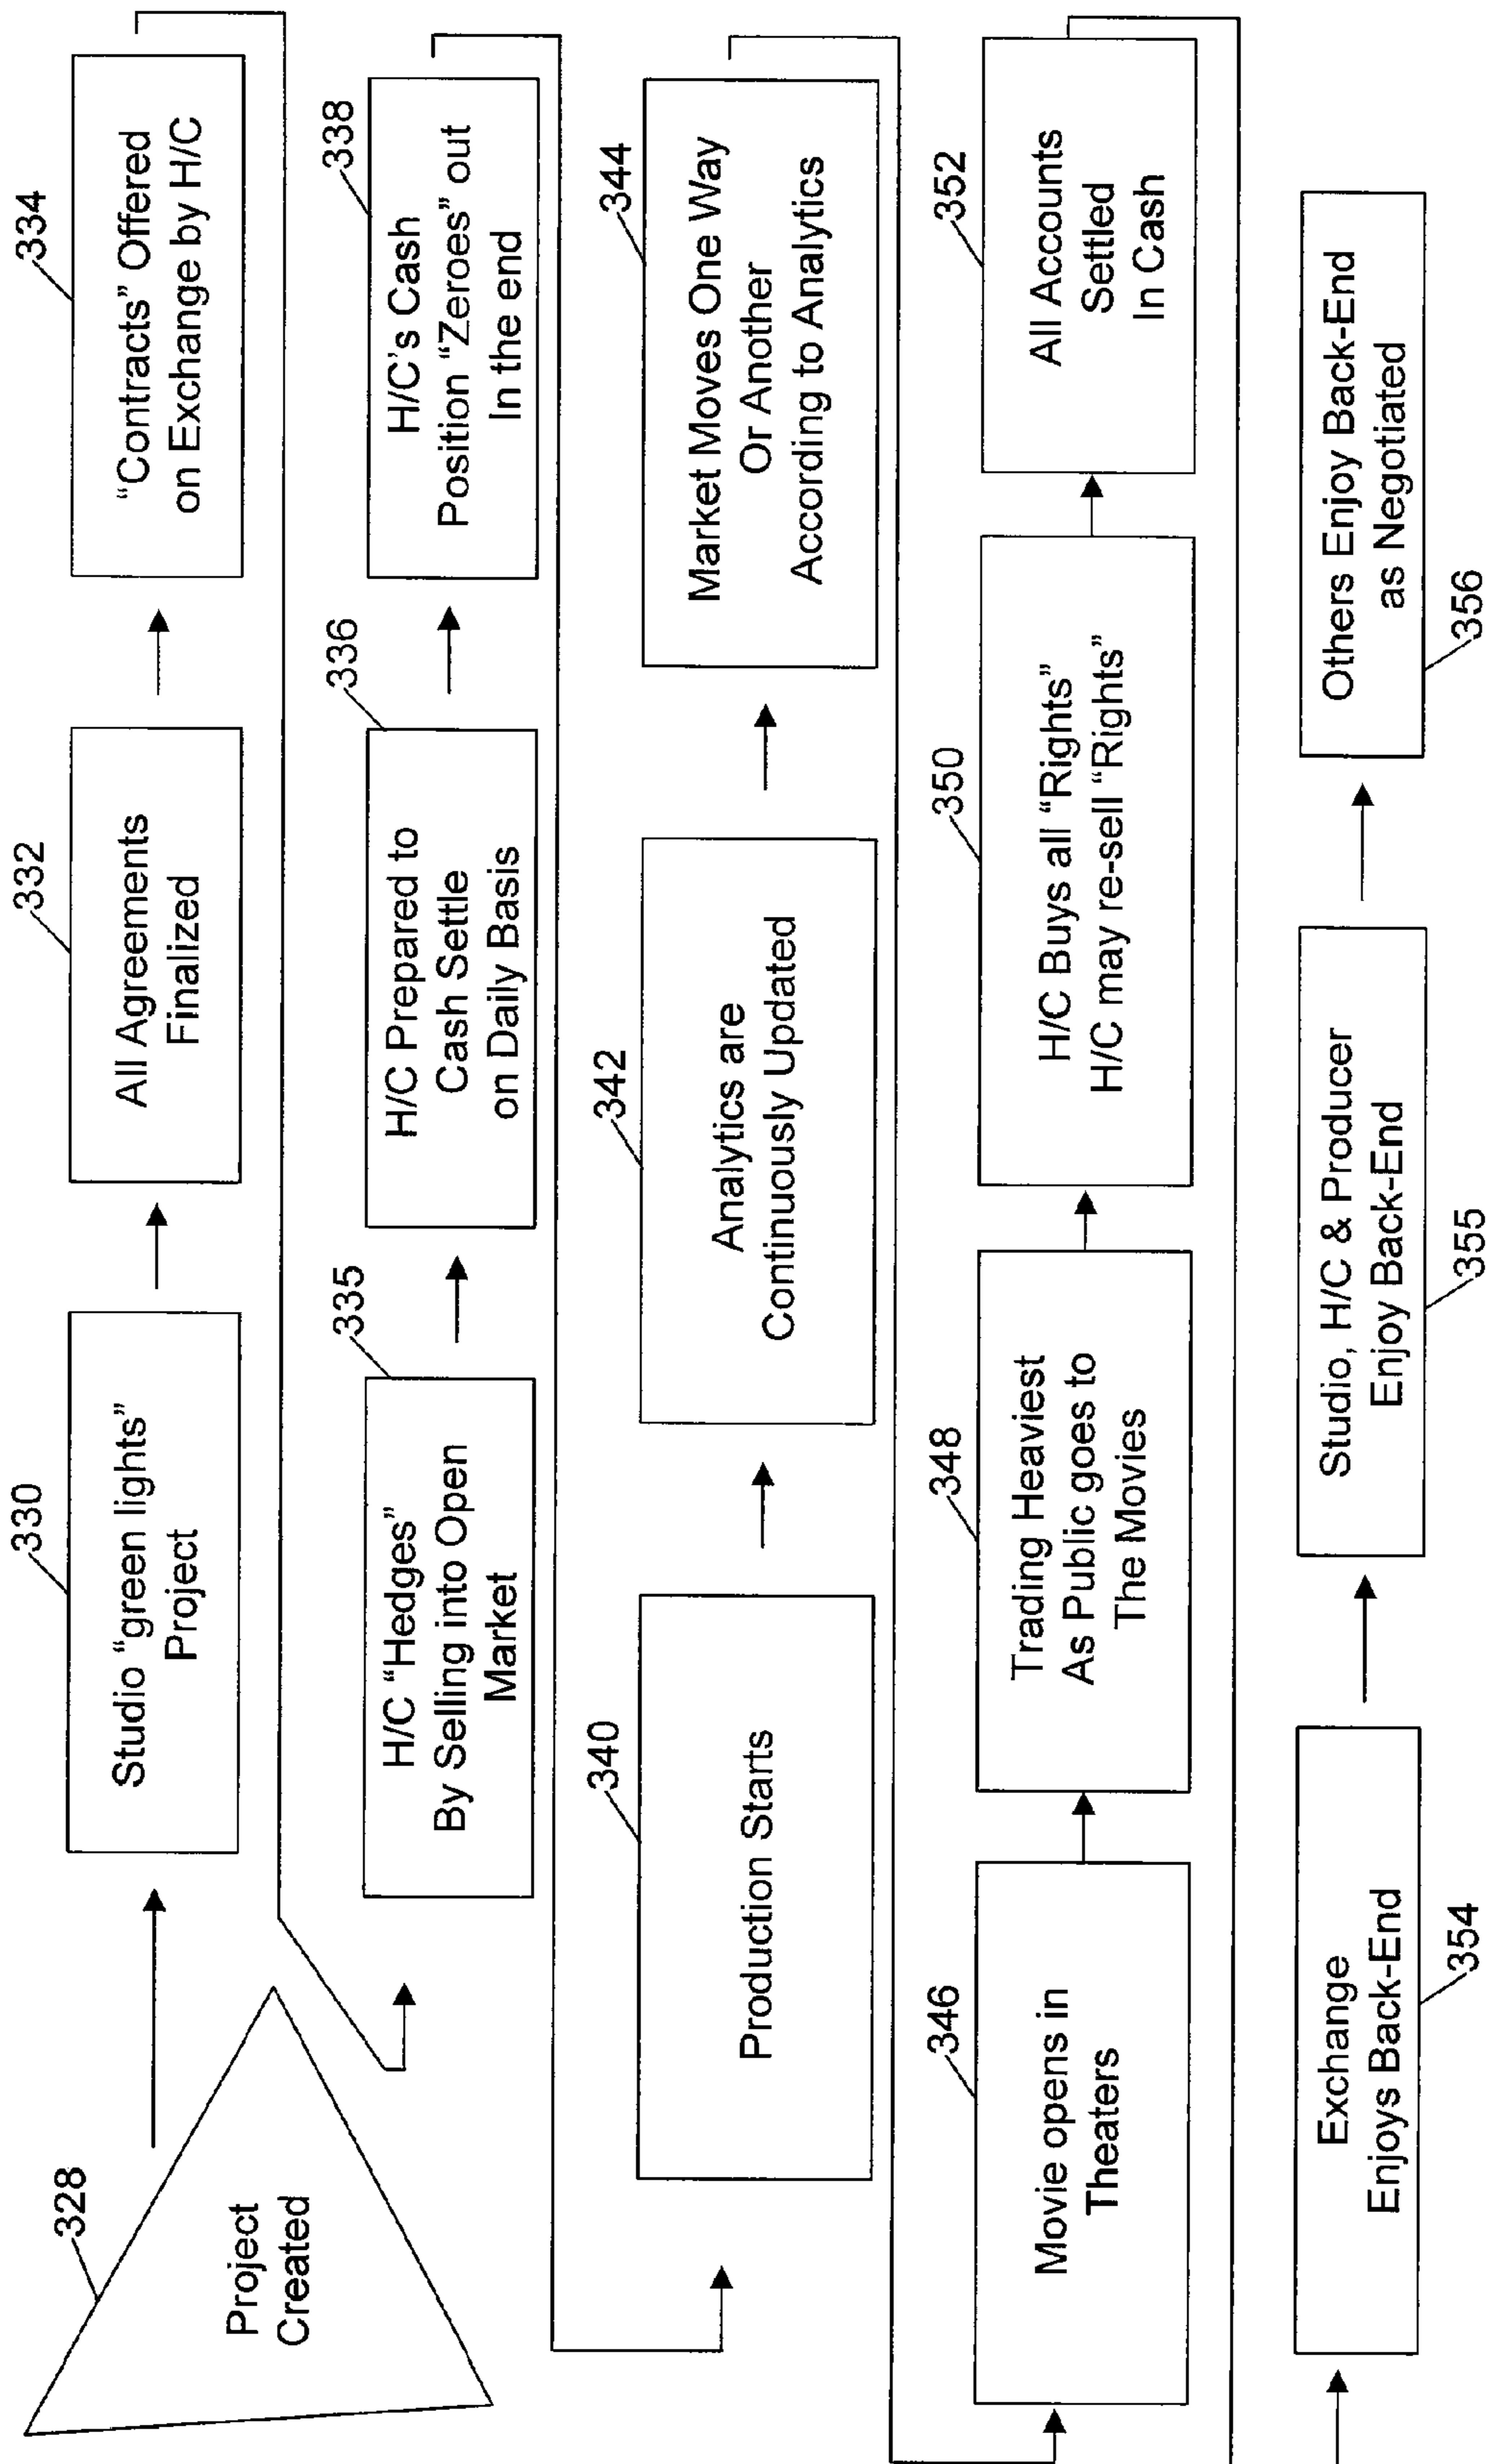 328
Project
Created
330
Studio “green lights”
Project
332
All Agreements
Finalized
334
“Contracts” Offered
on Exchange by H/C
335
H/C “Hedges”
By Selling into Open
Market
336
H/C Prepared to
Cash Settle
on Daily Basis
338
H/C's Cash
Position “Zeroes” out
In the end
340
Production Starts
342
Analytics are
Continuously Updated
344
Market Moves One Way
Or Another
According to Analytics
346
Movie opens in
Theaters
348
Trading Heaviest
As Public goes to
The Movies
350
H/C Buys all “Rights”
H/C may re-sell “Rights”
352
All Accounts
Settled
In Cash
Exchange
Enjoys Back-End
354
Studio, H/C & Producer
Enjoy Back-End
355
Others Enjoy Back-End
as Negotiated
356